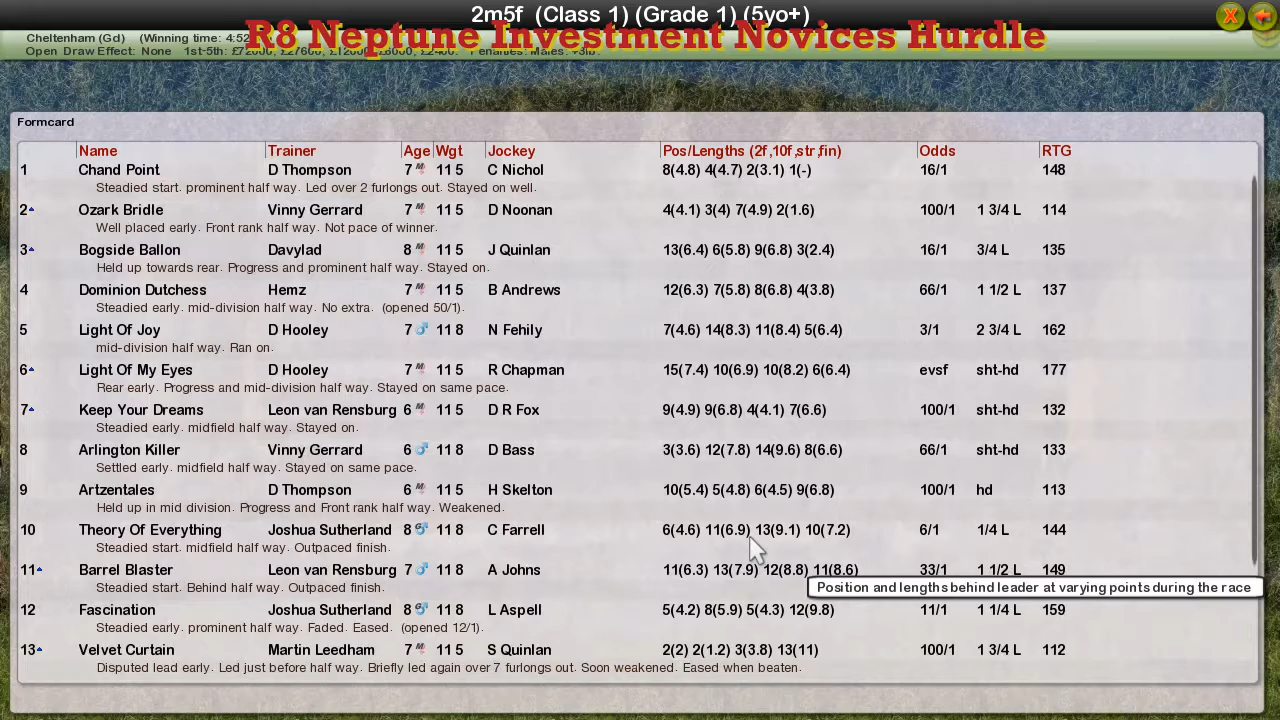 2m5f (Class 1) (Grade 1) (5yo+)
R8 Neptune Investment Novices Hurdle
Cheltenham (Gd) (Winning time: 4:52
Open Draw Effect: None 1st-5th: £72000, £27600, £12000, £6000, £2400. Penalties: Males: +3lb.
Formcard
Name Trainer Age Wgt Jockey Pos/Lengths (2f,10f,str,fin) Odds RTG
1 Chand Point D Thompson 7 11 5 C Nichol 8(4.8) 4(4.7) 2(3.1) 1(-) 16/1 148
Steadied start. prominent half way. Led over 2 furlongs out. Stayed on well.
2 Ozark Bridle Vinny Gerrard 7 11 5 D Noonan 4(4.1) 3(4) 7(4.9) 2(1.6) 100/1 1 3/4 L 114
Well placed early. Front rank half way. Not pace of winner.
3 Bogside Ballon Davylad 8 11 5 J Quinlan 13(6.4) 6(5.8) 9(6.8) 3(2.4) 16/1 3/4 L 135
Held up towards rear. Progress and prominent half way. Stayed on.
4 Dominion Dutchess Hemz 7 11 5 B Andrews 12(6.3) 7(5.8) 8(6.8) 4(3.8) 66/1 1 1/2 L 137
Steadied early. mid-division half way. No extra. (opened 50/1).
5 Light Of Joy D Hooley 7 11 8 N Fehily 7(4.6) 14(8.3) 11(8.4) 5(6.4) 3/1 2 3/4 L 162
mid-division half way. Ran on.
6 Light Of My Eyes D Hooley 7 11 5 R Chapman 15(7.4) 10(6.9) 10(8.2) 6(6.4) evsf sht-hd 177
Rear early. Progress and mid-division half way. Stayed on same pace.
7 Keep Your Dreams Leon van Rensburg 6 11 5 D R Fox 9(4.9) 9(6.8) 4(4.1) 7(6.6) 100/1 sht-hd 132
Steadied early. midfield half way. Stayed on.
8 Arlington Killer Vinny Gerrard 6 11 8 D Bass 3(3.6) 12(7.8) 14(9.6) 8(6.6) 66/1 sht-hd 133
Settled early. midfield half way. Stayed on same pace.
9 Artzentales D Thompson 6 11 5 H Skelton 10(5.4) 5(4.8) 6(4.5) 9(6.8) 100/1 hd 113
Held up in mid division. Progress and Front rank half way. Weakened.
10 Theory Of Everything Joshua Sutherland 8 11 8 C Farrell 6(4.6) 11(6.9) 13(9.1) 10(7.2) 6/1 1/4 L 144
Steadied start. midfield half way. Outpaced finish.
11 Barrel Blaster Leon van Rensburg 7 11 8 A Johns 11(6.3) 13(7.9) 12(8.8) 11(8.6) 33/1 1 1/2 L 149
Steadied start. Behind half way. Outpaced finish.
Position and lengths behind leader at varying points during the race
12 Fascination Joshua Sutherland 8 11 8 L Aspell 5(4.2) 8(5.9) 5(4.3) 12(9.8) 11/1 1 1/4 L 159
Steadied early. prominent half way. Faded. Eased. (opened 12/1).
13 Velvet Curtain Martin Leedham 7 11 5 S Quinlan 2(2) 2(1.2) 3(3.8) 13(11) 100/1 1 3/4 L 112
Disputed lead early. Led just before half way. Briefly led again over 7 furlongs out. Soon weakened. Eased when beaten.